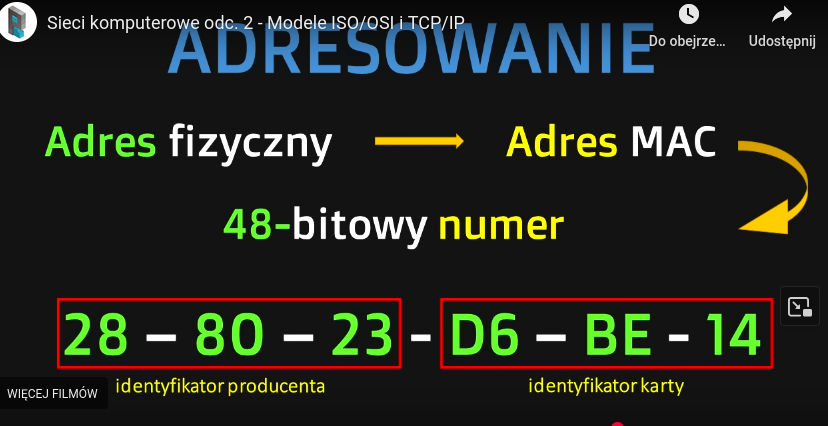 Sieci komputerowe odc. 2 - Modele ISO/OSI i TCP/IP
Do obejrze...
Udostępnij
ADRESOWANIE
Adres fizyczny
Adres MAC
48-bitowy numer
28 – 80 – 23 - D6 – BE - 14
identyfikator producenta
identyfikator karty
WIĘCEJ FILMÓW